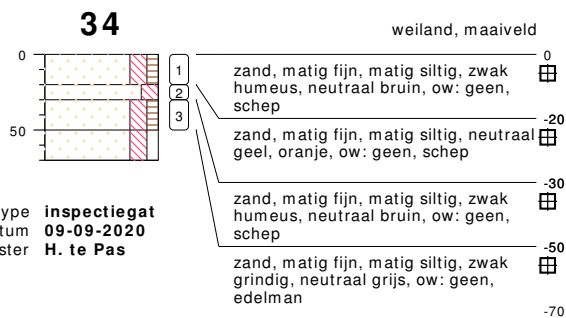 34
weiland, maaiveld
0
50
1
2
3
0
zand, matig fijn, matig siltig, zwak
humeus, neutraal bruin, ow: geen,
schep
-20
zand, matig fijn, matig siltig, neutraal
geel, oranje, ow: geen, schep
-30
zand, matig fijn, matig siltig, zwak
humeus, neutraal bruin, ow: geen,
schep
-50
zand, matig fijn, matig siltig, zwak
grindig, neutraal grijs, ow: geen,
edelman
-70
ype inspectiegat
tum 09-09-2020
ster H. te Pas